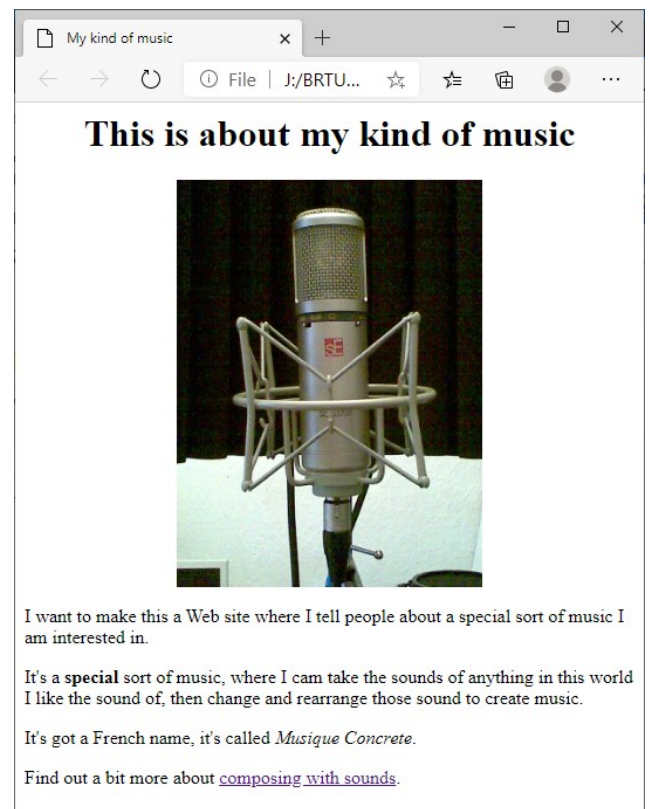 My kind of music
File | J:/BRTU...
This is about my kind of music
sE
I want to make this a Web site where I tell people about a special sort of music I
am interested in.
It's a special sort of music, where I cam take the sounds of anything in this world
I like the sound of, then change and rearrange those sound to create music.
It's got a French name, it's called Musique Concrete.
Find out a bit more about composing with sounds.